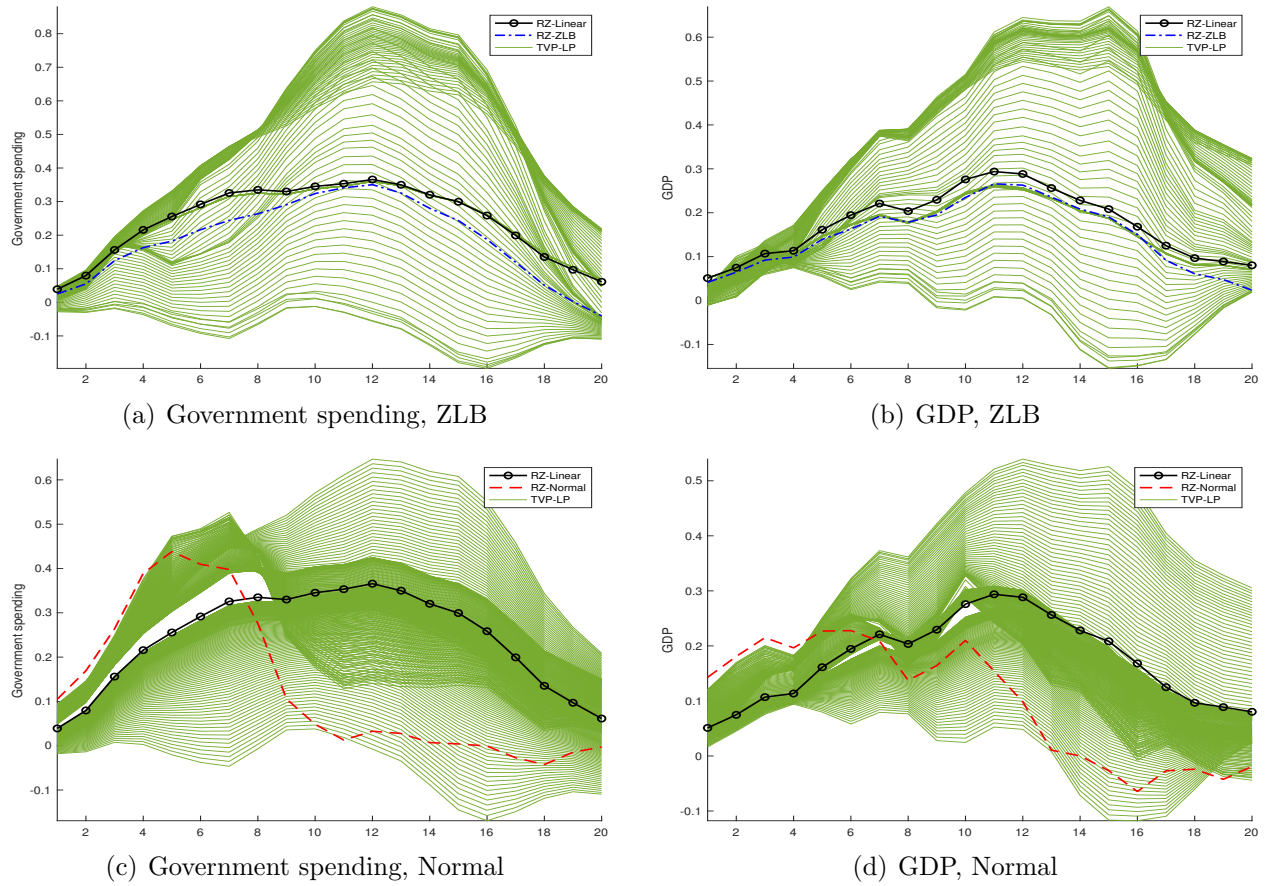 RZ-Linear
RZ-ZLB
TVP-LP
Government spending
0.8
0.7
0.6
0.5
0.4
0.3
0.2
0.1
0
-0.1
2 4 6 8 10 12 14 16 18 20
(a) Government spending, ZLB
RZ-Linear
RZ-ZLB
TVP-LP
GDP
0.6
0.5
0.4
0.3
0.2
0.1
0
-0.1
2 4 6 8 10 12 14 16 18 20
(b) GDP, ZLB
RZ-Linear
RZ-Normal
TVP-LP
Government spending
0.6
0.5
0.4
0.3
0.2
0.1
0
-0.1
2 4 6 8 10 12 14 16 18 20
(c) Government spending, Normal
RZ-Linear
RZ-Normal
TVP-LP
GDP
0.5
0.4
0.3
0.2
0.1
0
-0.1
2 4 6 8 10 12 14 16 18 20
(d) GDP, Normal